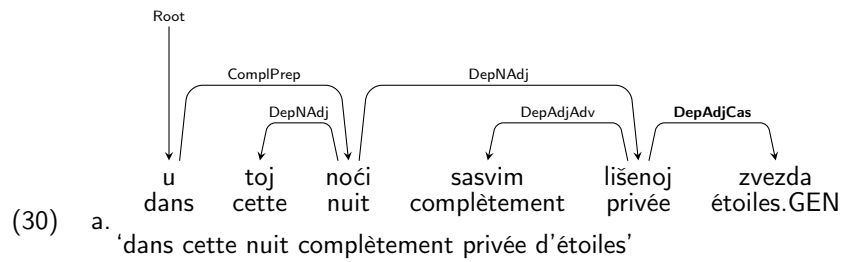 Root
ComplPrep DepNAdj
DepNAdj DepAdjAdv DepAdjCas
u toj noći sasvim lišenoj zvezda
dans cette nuit complètement privée étoiles.GEN
(30) a.
‘dans cette nuit complètement privée d’étoiles’